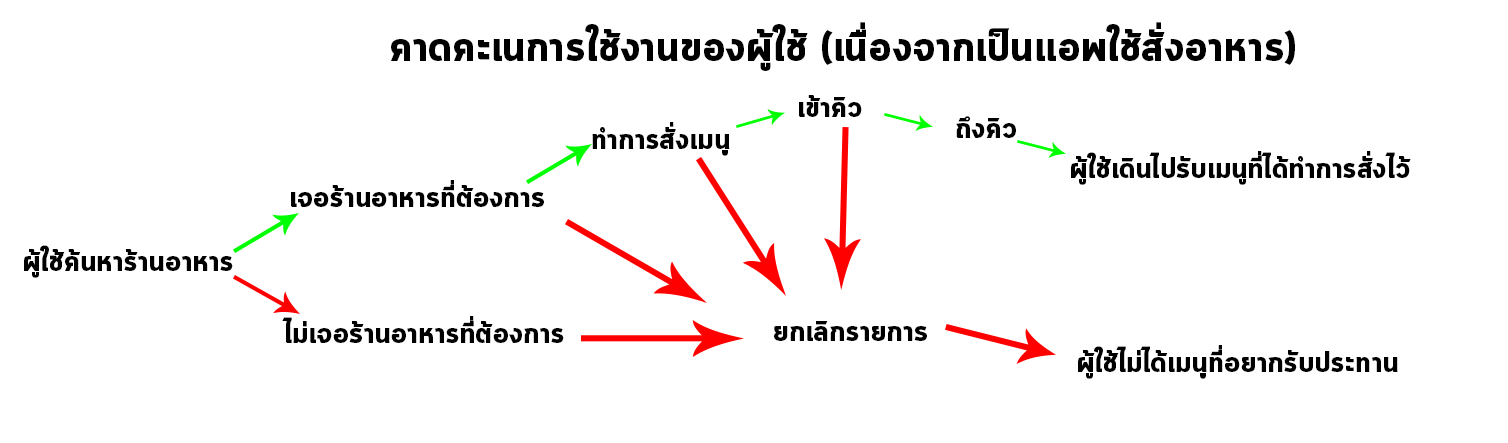 คาดคะเนการใช้งานของผู้ใช้ (เนื่องจากเป็นแอพใช้สั่งอาหาร)
เข้าคิว
ถึงคิว
ทำการสั่งเมนู
ผู้ใช้เดินไปรับเมนูที่ได้ทำการสั่งไว้
เจอร้านอาหารที่ต้องการ
ผู้ใช้ค้นหาร้านอาหาร
ไม่เจอร้านอาหารที่ต้องการ
ยกเลิกรายการ
ผู้ใช้ไม่ได้เมนูที่อยากรับประทาน